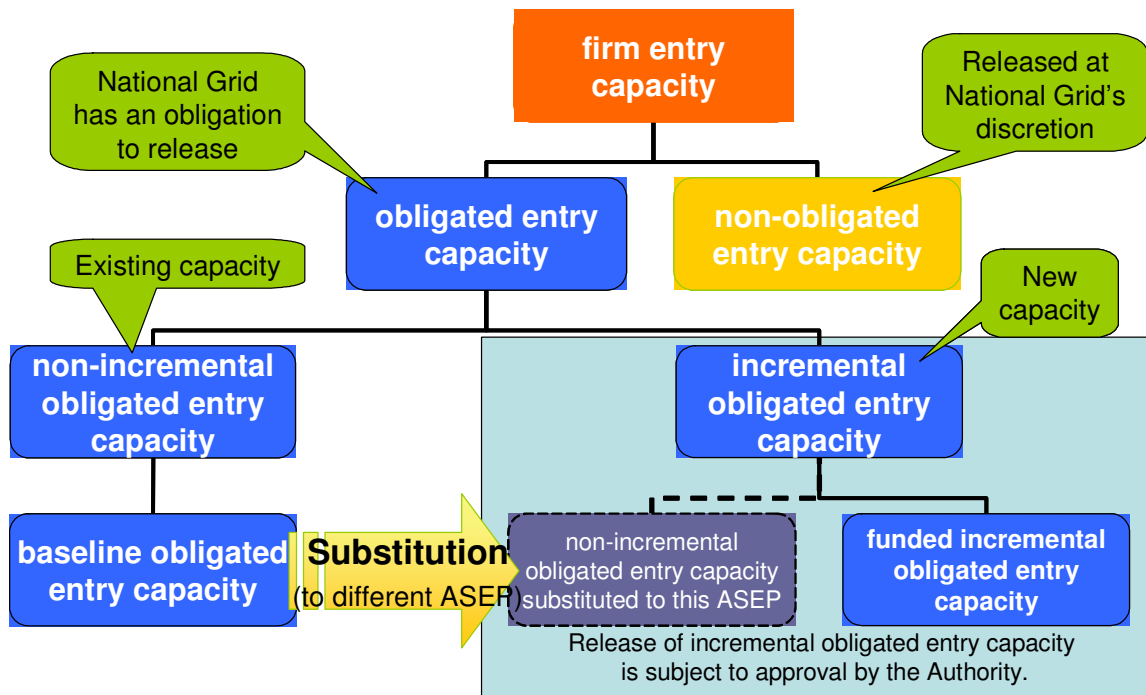 firm entry
capacity
National Grid
has an obligation
to release
Released at
National Grid's
discretion
obligated entry
capacity
non-obligated
entry capacity
Existing capacity
New
capacity
non-incremental
obligated entry
capacity
incremental
obligated entry
capacity
baseline obligated
entry capacity
Substitution
(to different ASEP)
non-incremental
obligated entry capacity
substituted to this ASEP
funded incremental
obligated entry
capacity
Release of incremental obligated entry capacity
is subject to approval by the Authority.